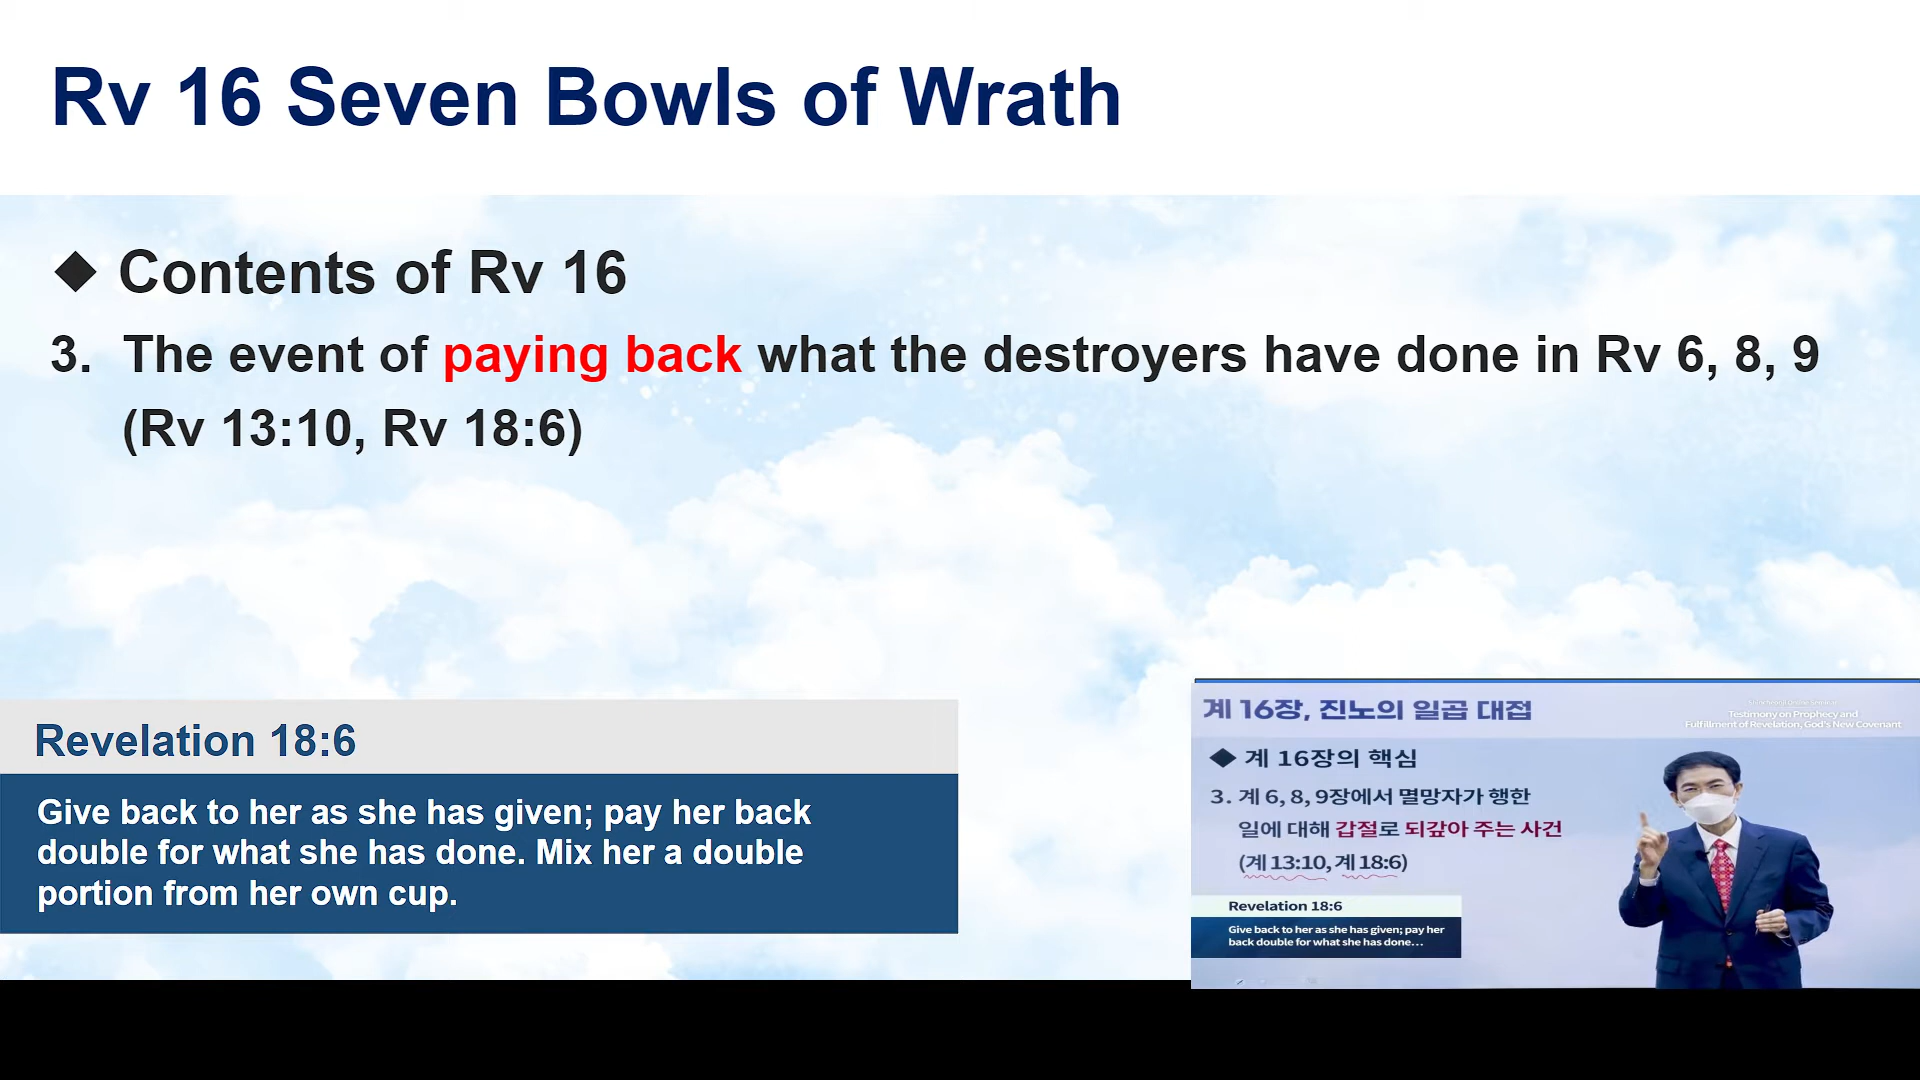 Rv 16 Seven Bowls of Wrath
◆ Contents of Rv 16
3. The event of paying back what the destroyers have done in Rv 6, 8, 9
(Rv 13:10, Rv 18:6)
Revelation 18:6
Give back to her as she has given; pay her back
double for what she has done. Mix her a double
portion from her own cup.
계 16장, 진노의 일곱 대접
Testimony on Prophecy and
Fulfillment of Revelation, God's New Covenant
◆ 계 16장의 핵심
3. 계 6, 8, 9장에서 멸망자가 행한
일에 대해 갑절로 되갚아 주는 사건
(계 13:10, 계 18:6)
Revelation 18:6
Give back to her as she has given; pay her
back double for what she has done...